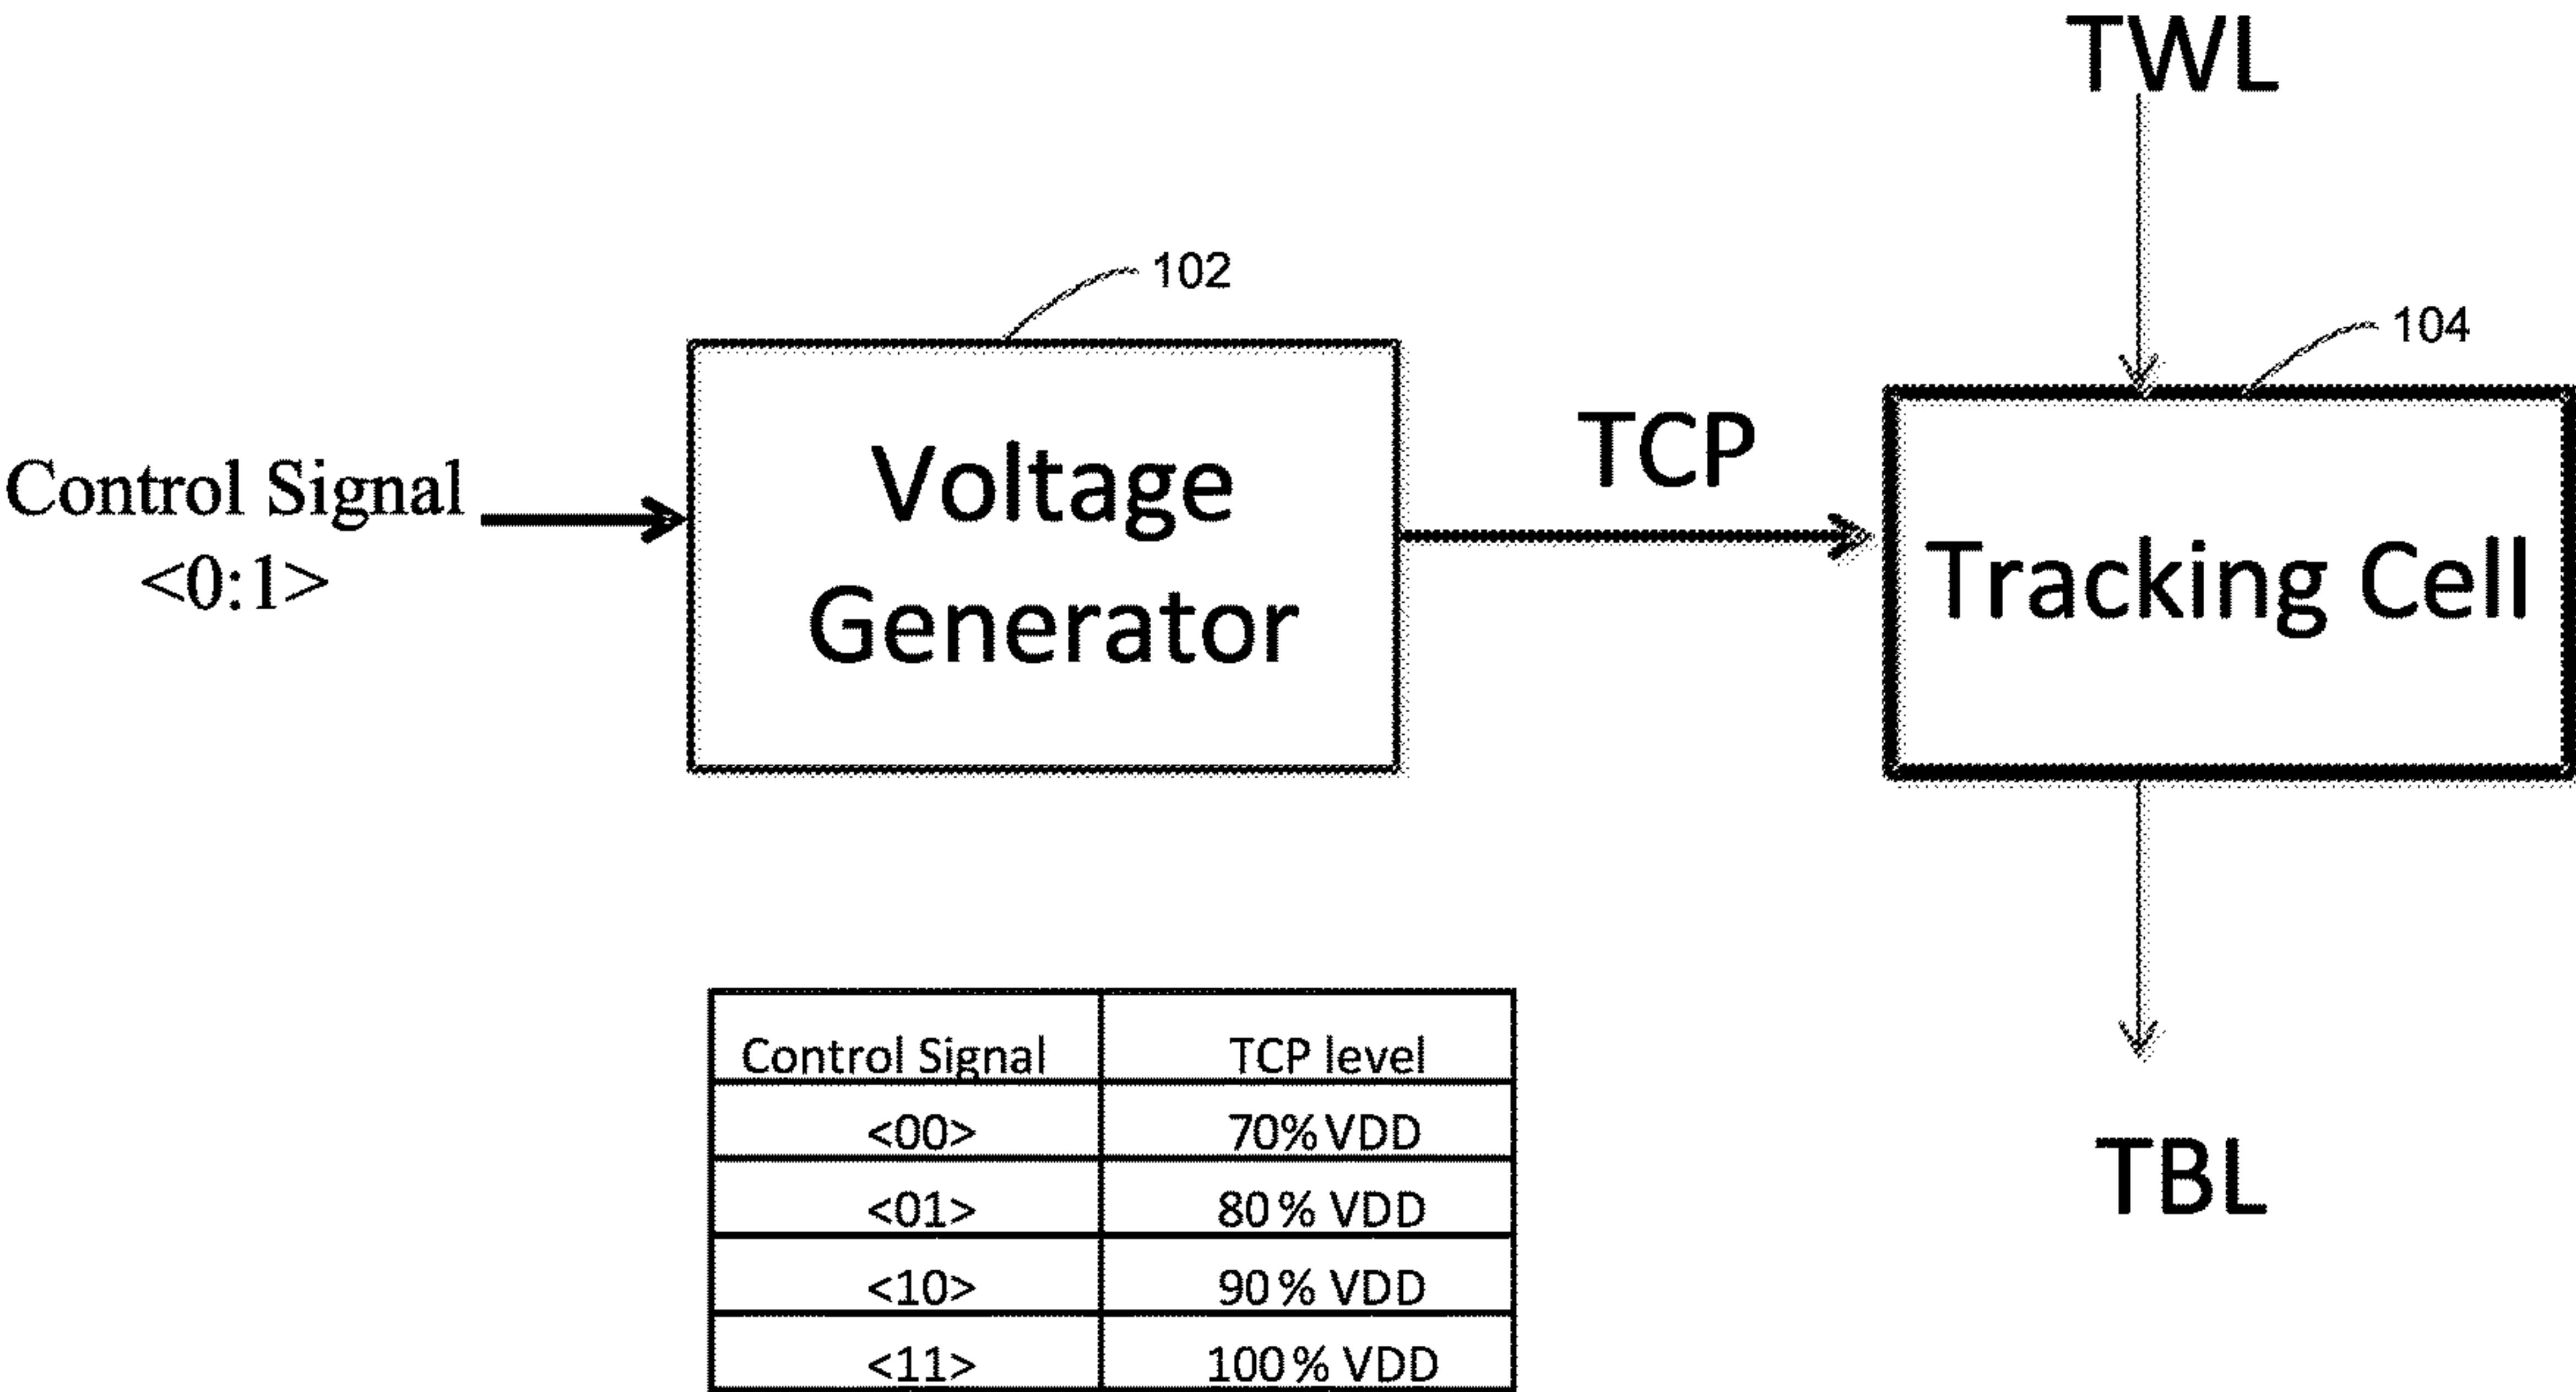 TWL
102
104
Voltage
Generator
TCP
Control Signal
<0:1>
Tracking Cell
Control Signal TCP level
<00> 70% VDD
<01> 80% VDD
<10> 90% VDD
<11> 100% VDD
TBL